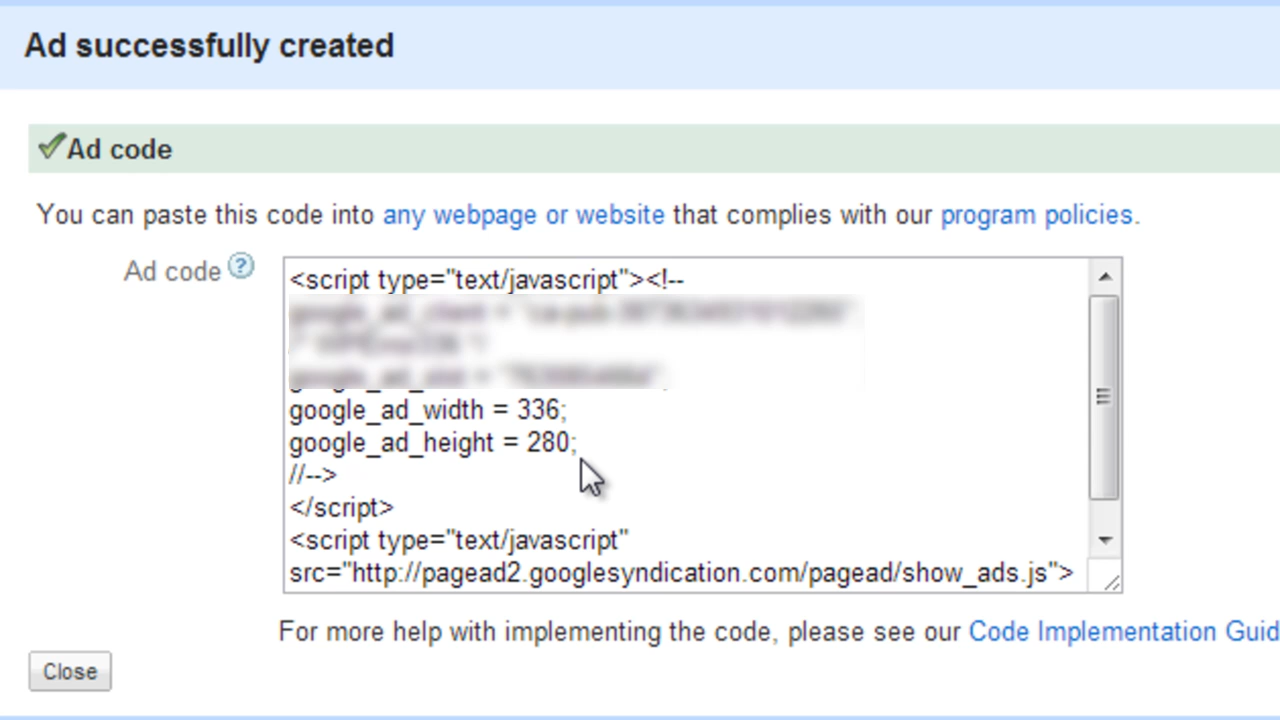 Ad successfully created
Ad code
You can paste this code into any webpage or website that complies with our program policies.
Ad code ?
<script type="text/javascript"><!--
google_ad_width = 336;
google_ad_height = 280;
//-->
</script>
<script type="text/javascript"
src="http://pagead2.googlesyndication.com/pagead/show_ads.js">
For more help with implementing the code, please see our Code Implementation Guid
Close